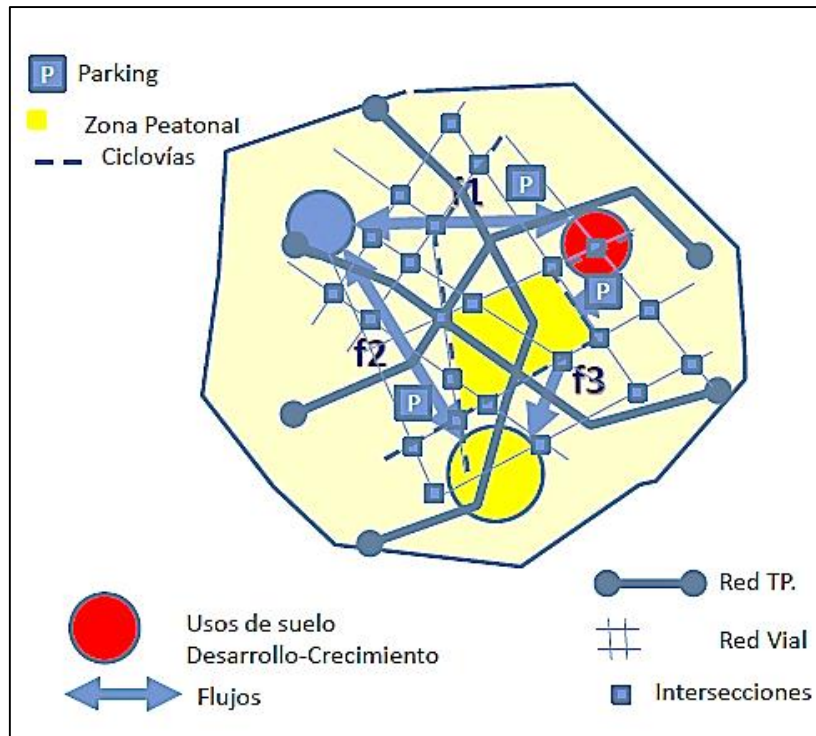 P Parking
Zona Peatonal
Ciclovías
f1
P
P
f2
f3
P
Usos de suelo
Desarrollo-Crecimiento
Flujos
Red TP.
Red Vial
Intersecciones